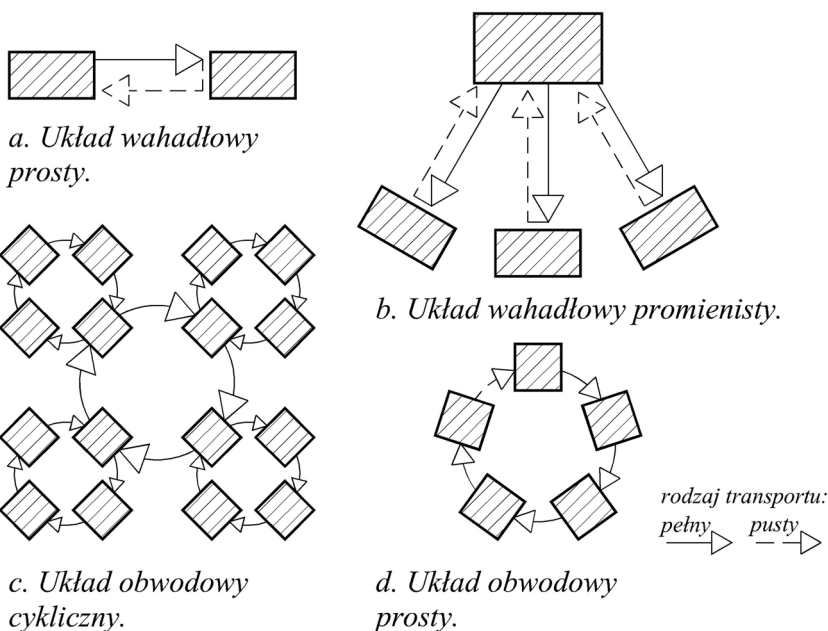 a. Układ wahadłowy
prosty.
b. Układ wahadłowy promienisty.
c. Układ obwodowy
cykliczny.
d. Układ obwodowy
prosty.
rodzaj transportu:
pełny pusty